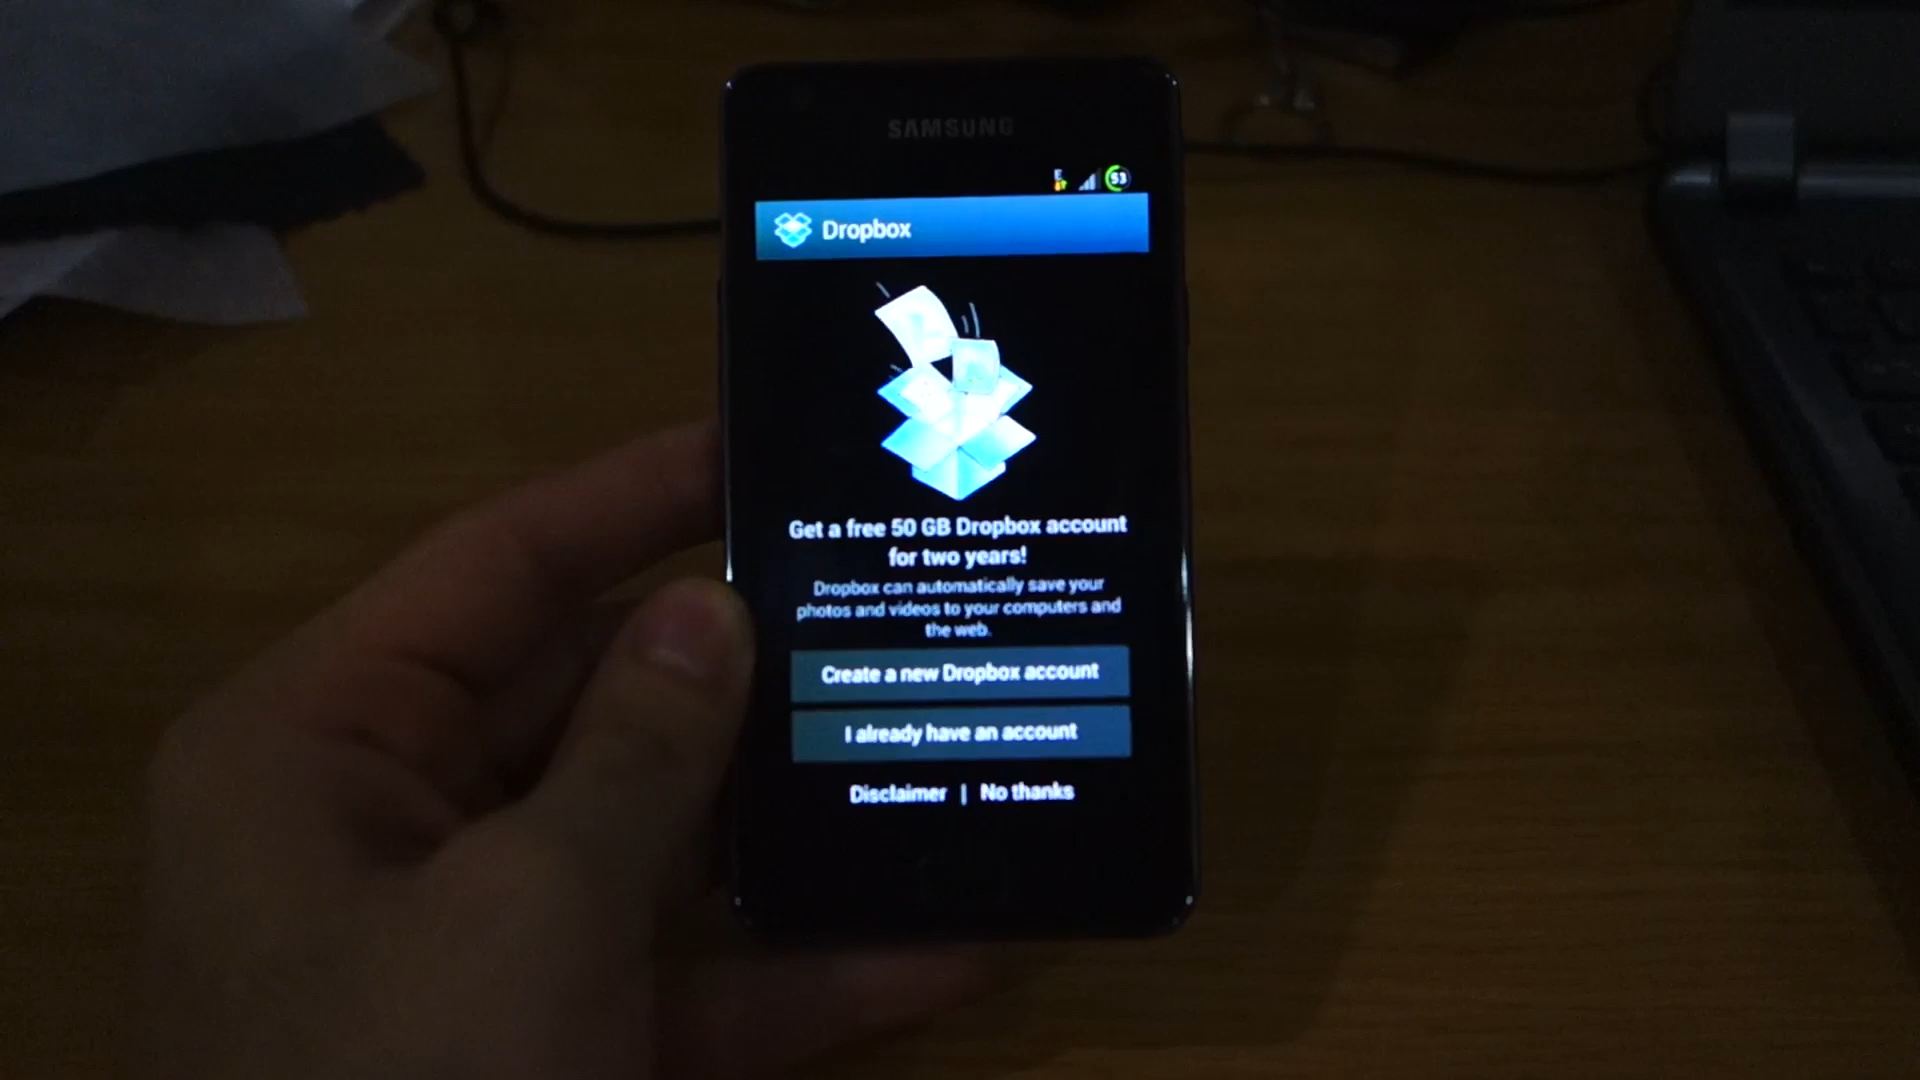 SAMSUNG
E
53
Dropbox
Get a free 50 GB Dropbox account
for two years!
Dropbox can automatically save your
photos and videos to your computers and
the web.
Create a new Dropbox account
I already have an account
Disclaimer | No thanks